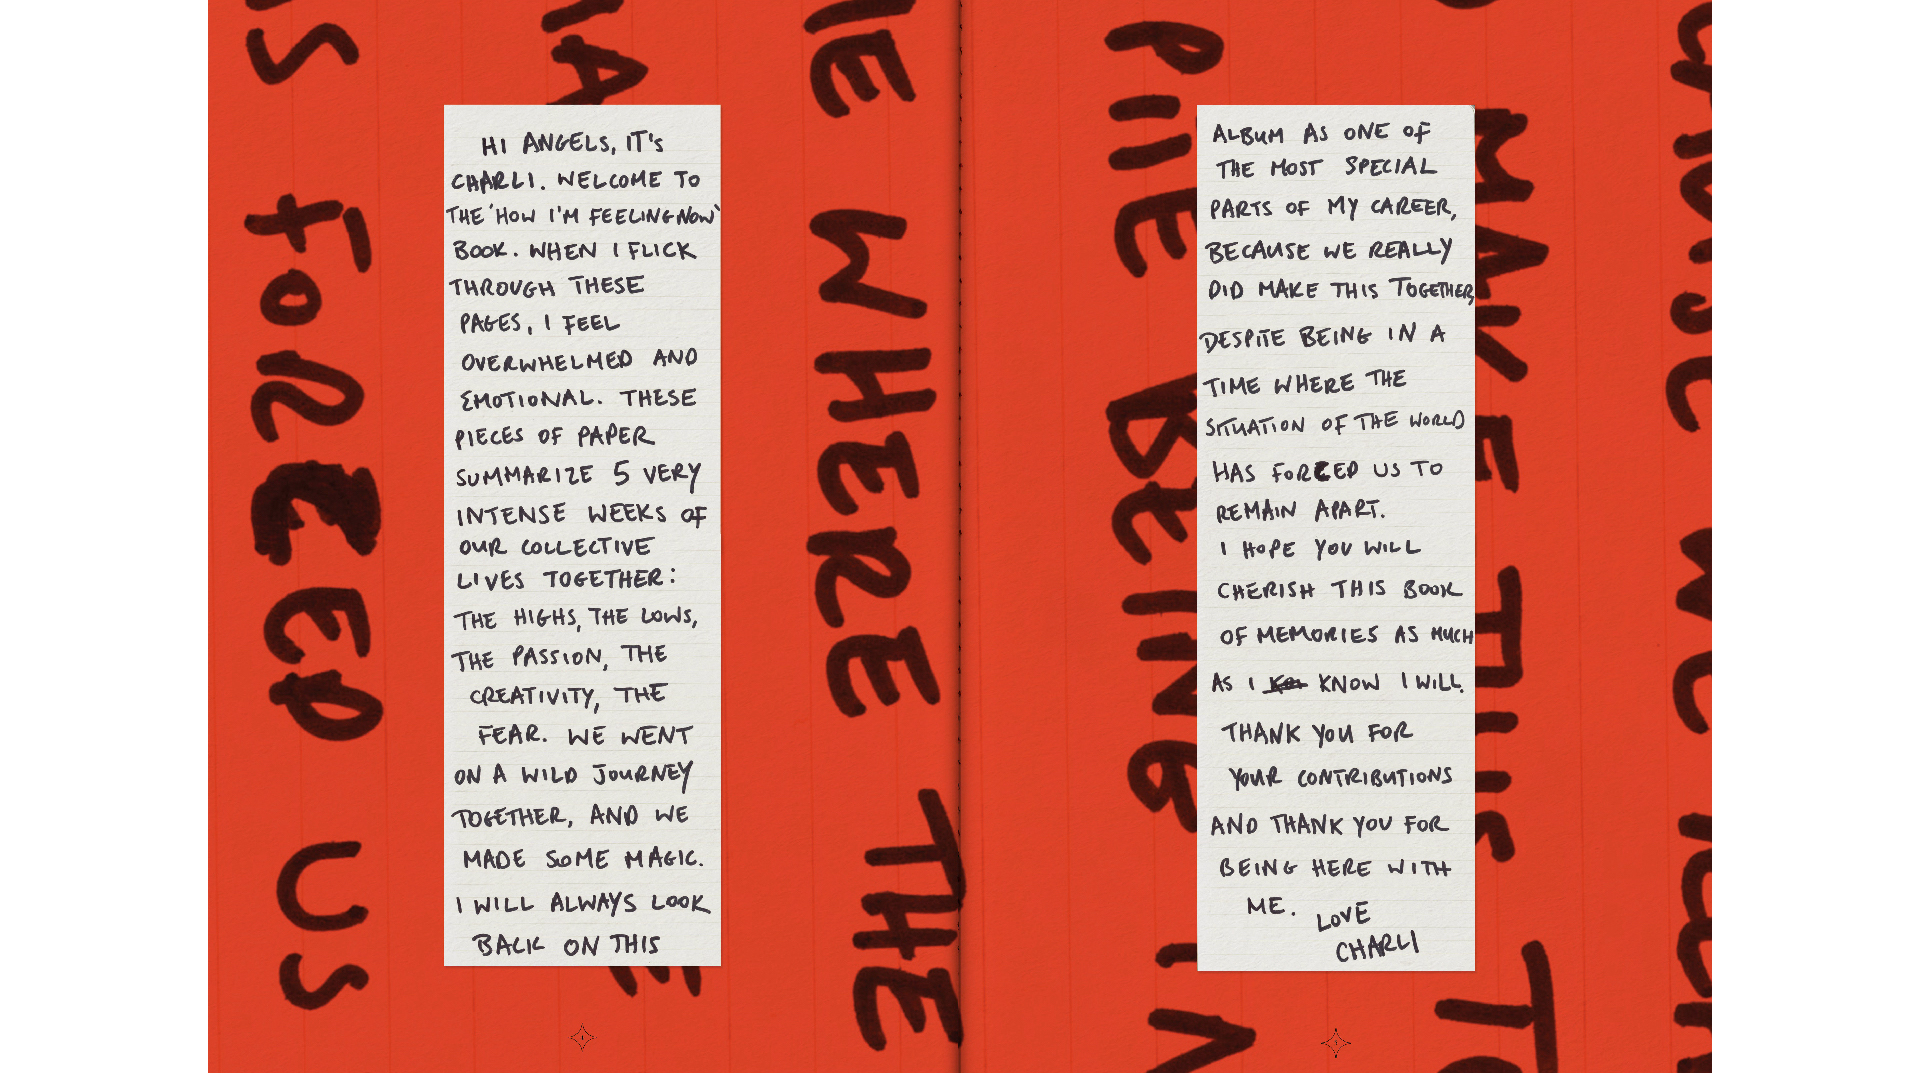 HI ANGELS, IT'S
CHARLI. WELCOME TO
THE 'HOW I'M FEELING NOW'
BOOK. WHEN I FLICK
THROUGH THESE
PAGES, I FEEL
OVERWHELMED AND
EMOTIONAL. THESE
PIECES OF PAPER
SUMMARIZE 5 VERY
INTENSE WEEKS OF
OUR COLLECTIVE
LIVES TOGETHER:
THE HIGHS, THE LOWS,
THE PASSION, THE
CREATIVITY, THE
FEAR. WE WENT
ON A WILD JOURNEY
TOGETHER, AND WE
MADE SOME MAGIC.
I WILL ALWAYS LOOK
BACK ON THIS
ALBUM AS ONE OF
THE MOST SPECIAL
PARTS OF MY CAREER,
BECAUSE WE REALLY
DID MAKE THIS TOGETHER,
DESPITE BEING IN A
TIME WHERE THE
SITUATION OF THE WORLD
HAS FORCED US TO
REMAIN APART.
I HOPE YOU WILL
CHERISH THIS BOOK
OF MEMORIES AS MUCH
AS I KNOW I WILL.
THANK YOU FOR
YOUR CONTRIBUTIONS
AND THANK YOU FOR
BEING HERE WITH
ME.
LOVE
CHARLI
FORCED US
WHERE THE
BEING
MAKE THIS
WE